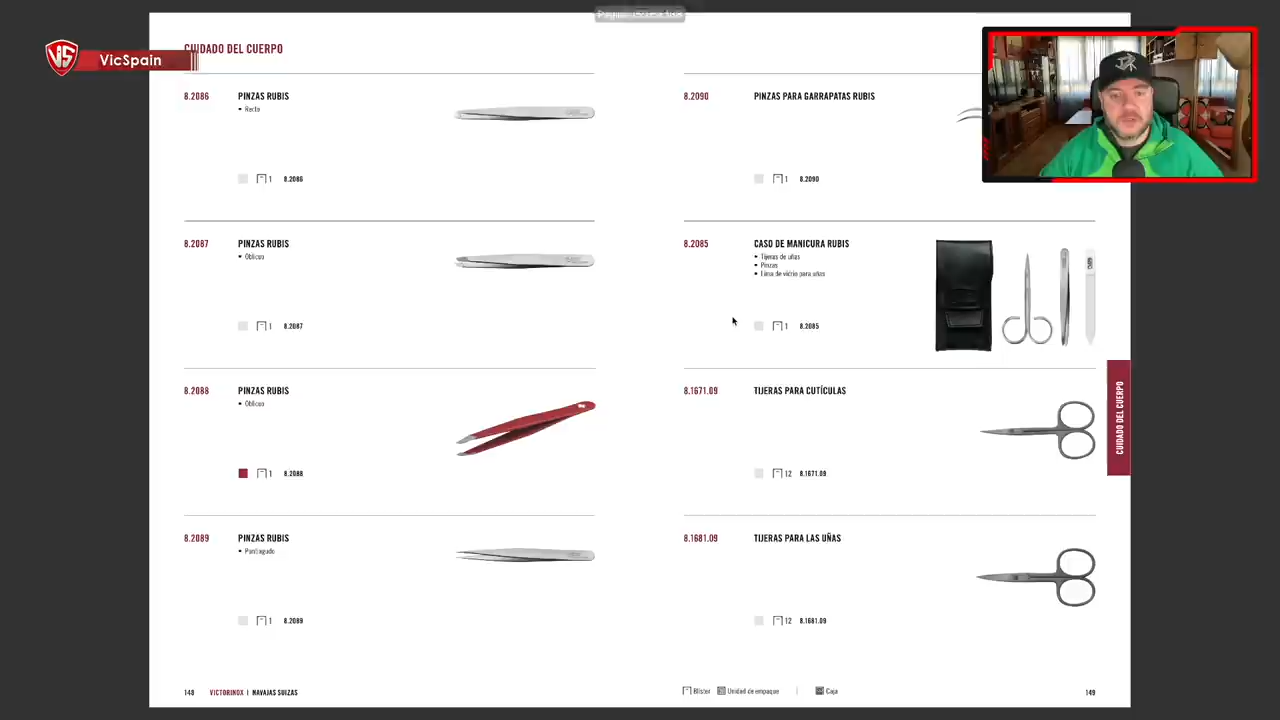 VS VicSpain
CUIDADO DEL CUERPO
8.2086 PINZAS RUBIS
• Recto
1 8.2086
8.2087 PINZAS RUBIS
• Oblicuo
1 8.2087
8.2088 PINZAS RUBIS
• Oblicuo
1 8.2088
8.2089 PINZAS RUBIS
• Puntiagudo
1 8.2089
148 VICTORINOX | NAVAJAS SUIZAS
8.2090 PINZAS PARA GARRAPATAS RUBIS
1 8.2090
8.2085 CASO DE MANICURA RUBIS
• Tijeras de uñas
• Pinzas
• Lima de vidrio para uñas
1 8.2085
8.1671.09 TIJERAS PARA CUTÍCULAS
12 8.1671.09
8.1681.09 TIJERAS PARA LAS UÑAS
12 8.1681.09
CUIDADO DEL CUERPO
Blíster Unidad de empaque | Caja
149